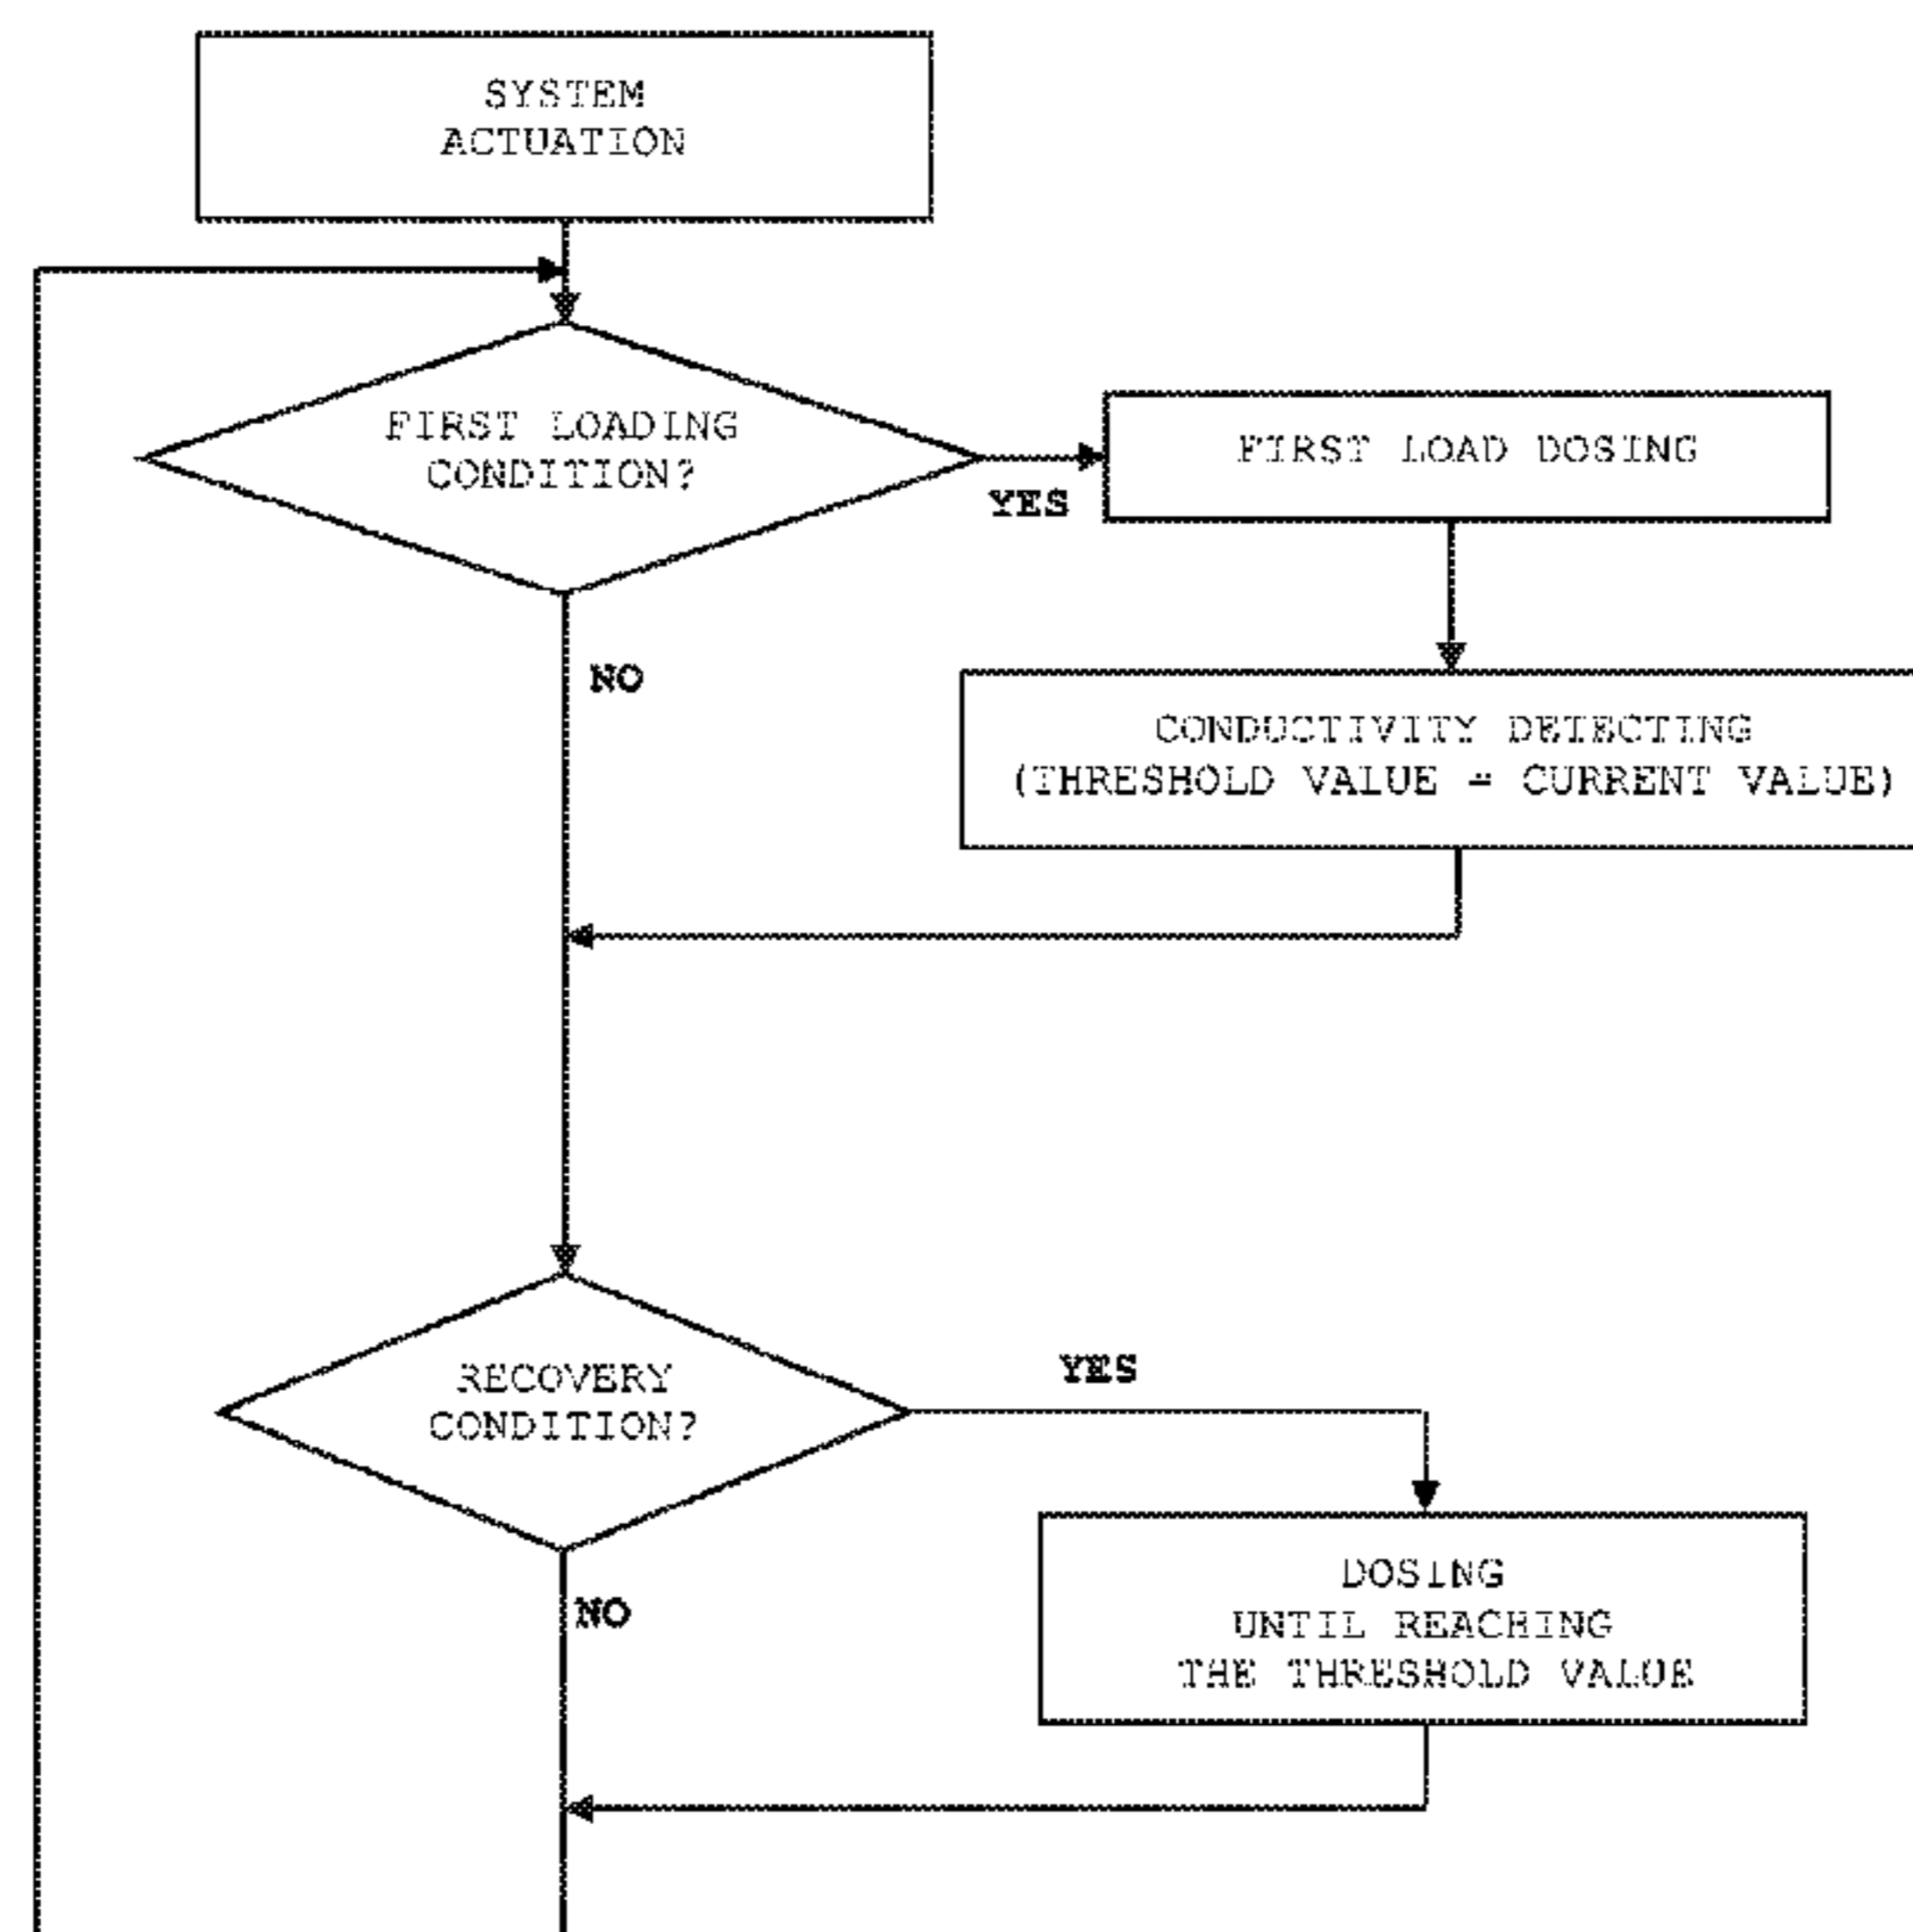 SYSTEM
ACTUATION
FIRST LOADING
CONDITION?
YES
FIRST LOAD DOSING
NO
CONDUCTIVITY DETECTING
(THRESHOLD VALUE = CURRENT VALUE)
RECOVERY
CONDITION?
YES
NO
DOSING
UNTIL REACHING
THE THRESHOLD VALUE